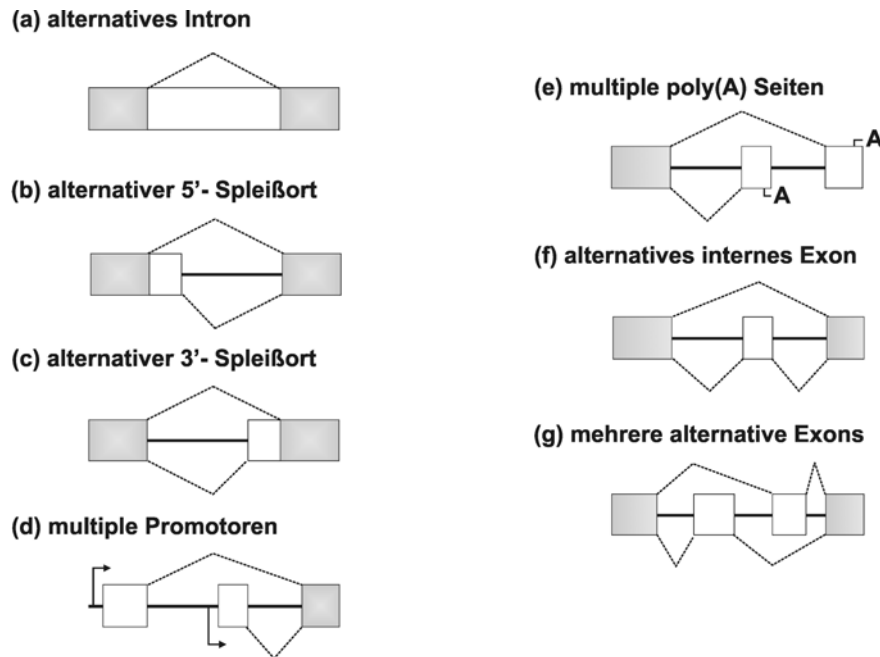 (a) alternatives Intron
(b) alternativer 5’- Spleißort
(c) alternativer 3’- Spleißort
(d) multiple Promotoren
(e) multiple poly(A) Seiten
A
A
(f) alternatives internes Exon
(g) mehrere alternative Exons